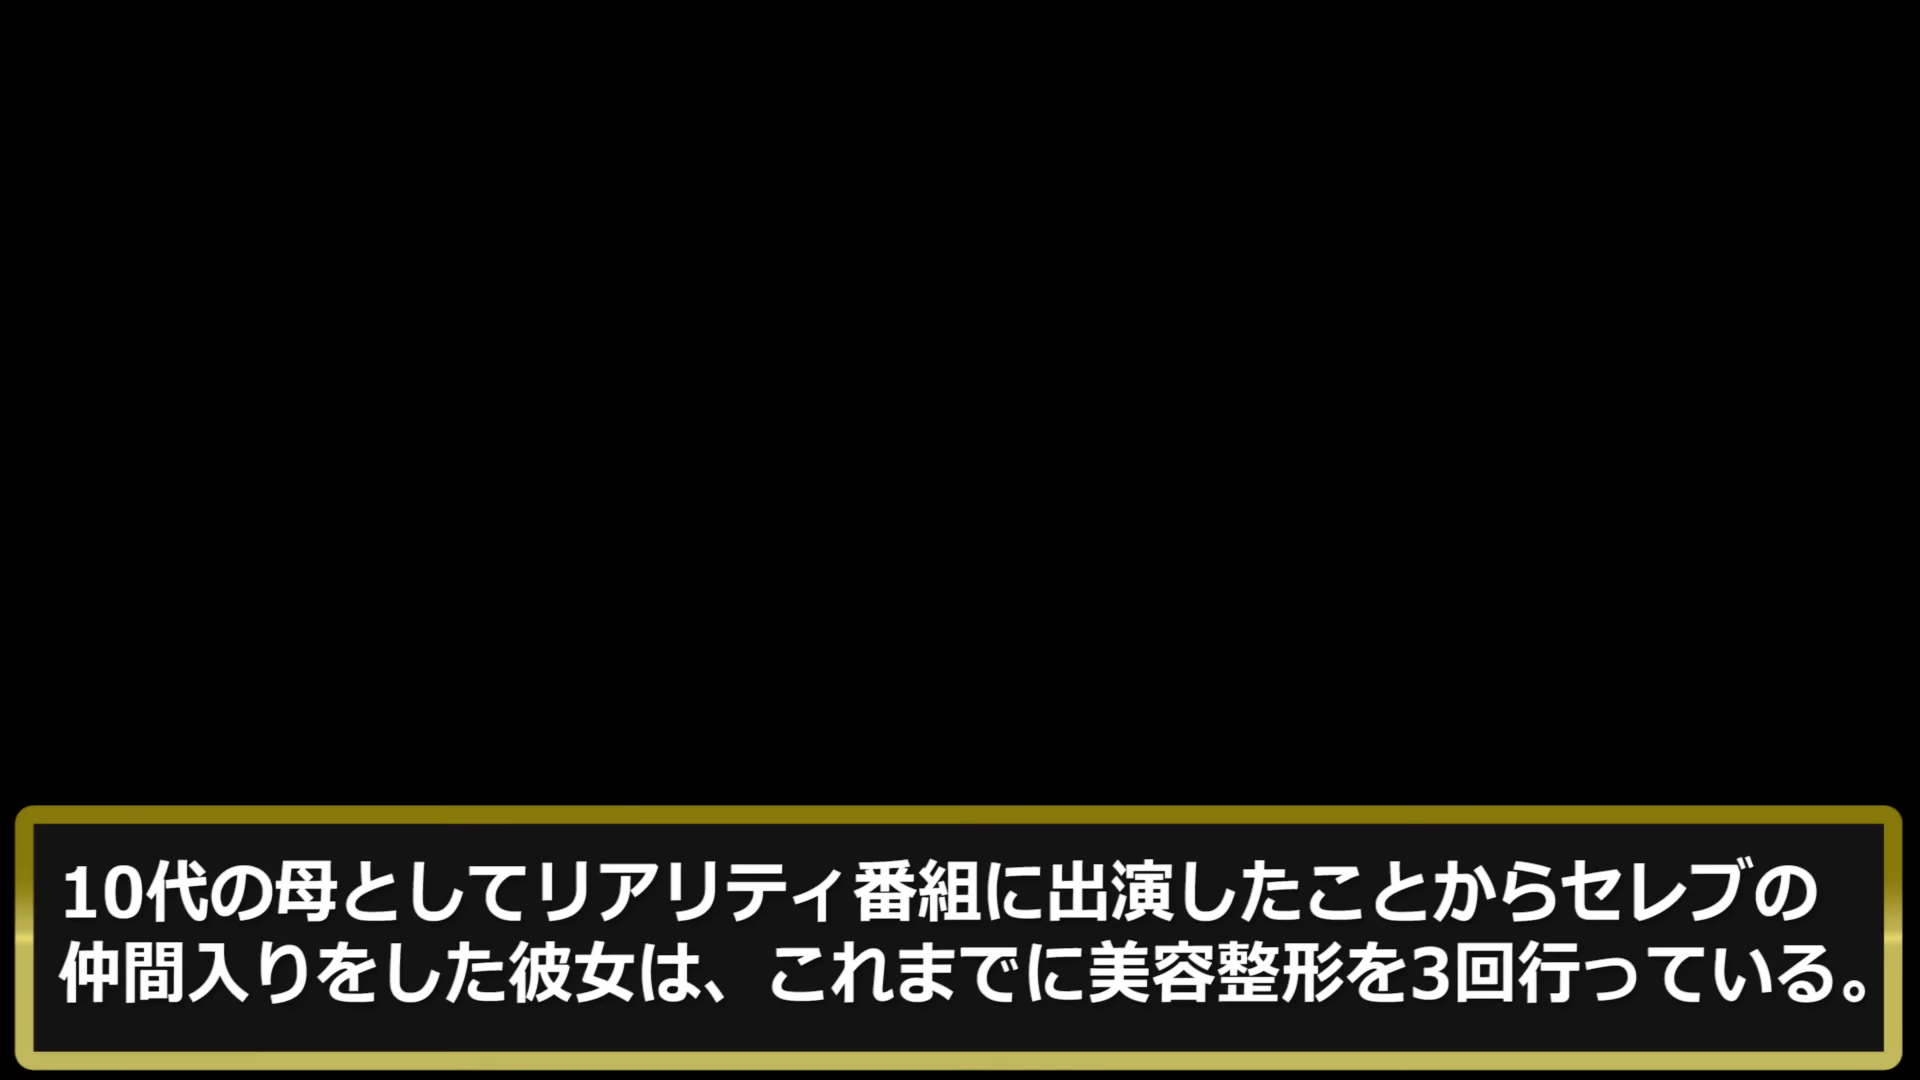 10代の母としてリアリティ番組に出演したことからセレブの
仲間入りをした彼女は、これまでに美容整形を3回行っている。